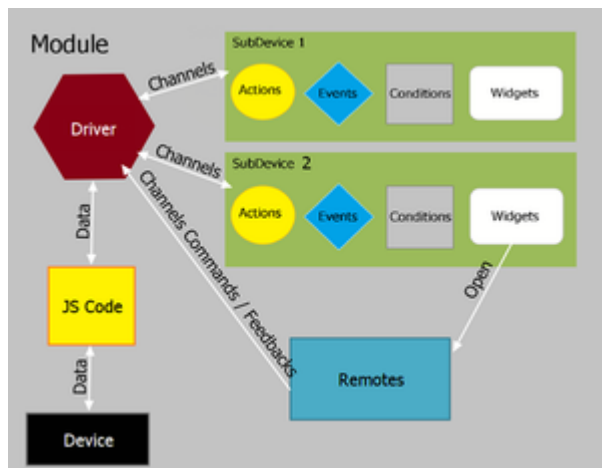 Module
SubDevice 1
Channels
Actions
Events
Conditions
Widgets
Driver
SubDevice 2
Channels
Actions
Events
Conditions
Widgets
Data
Channels Commands / Feedbacks
Open
JS Code
Remotes
Data
Device